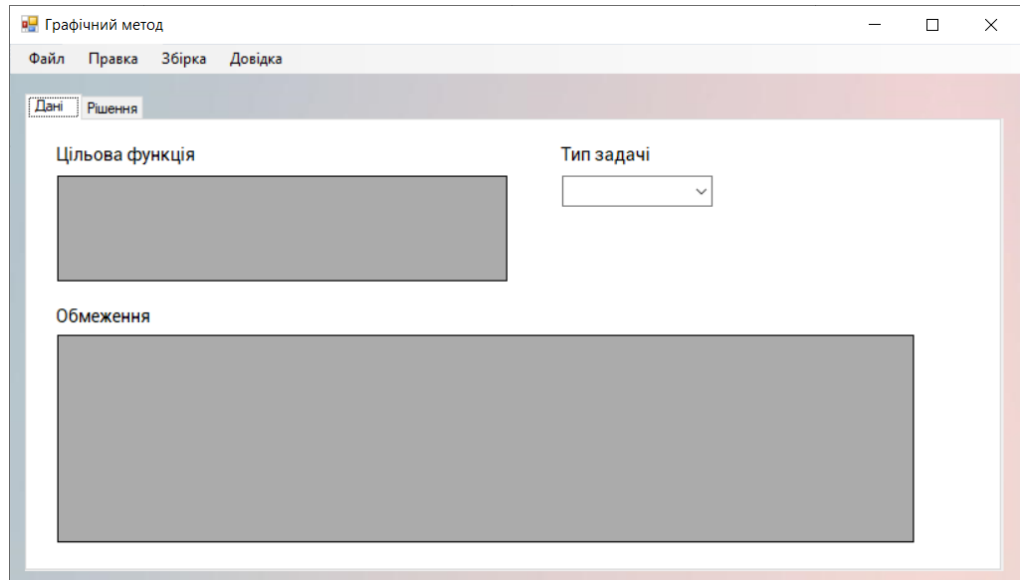 Графічний метод
Файл Правка Збірка Довідка
Дані Рішення
Цільова функція Тип задачі
Обмеження